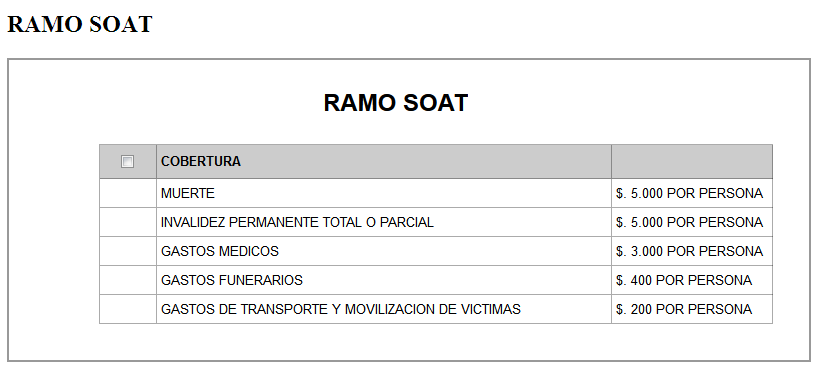 RAMO SOAT
RAMO SOAT
COBERTURA
MUERTE $. 5.000 POR PERSONA
INVALIDEZ PERMANENTE TOTAL O PARCIAL $. 5.000 POR PERSONA
GASTOS MEDICOS $. 3.000 POR PERSONA
GASTOS FUNERARIOS $. 400 POR PERSONA
GASTOS DE TRANSPORTE Y MOVILIZACION DE VICTIMAS $. 200 POR PERSONA